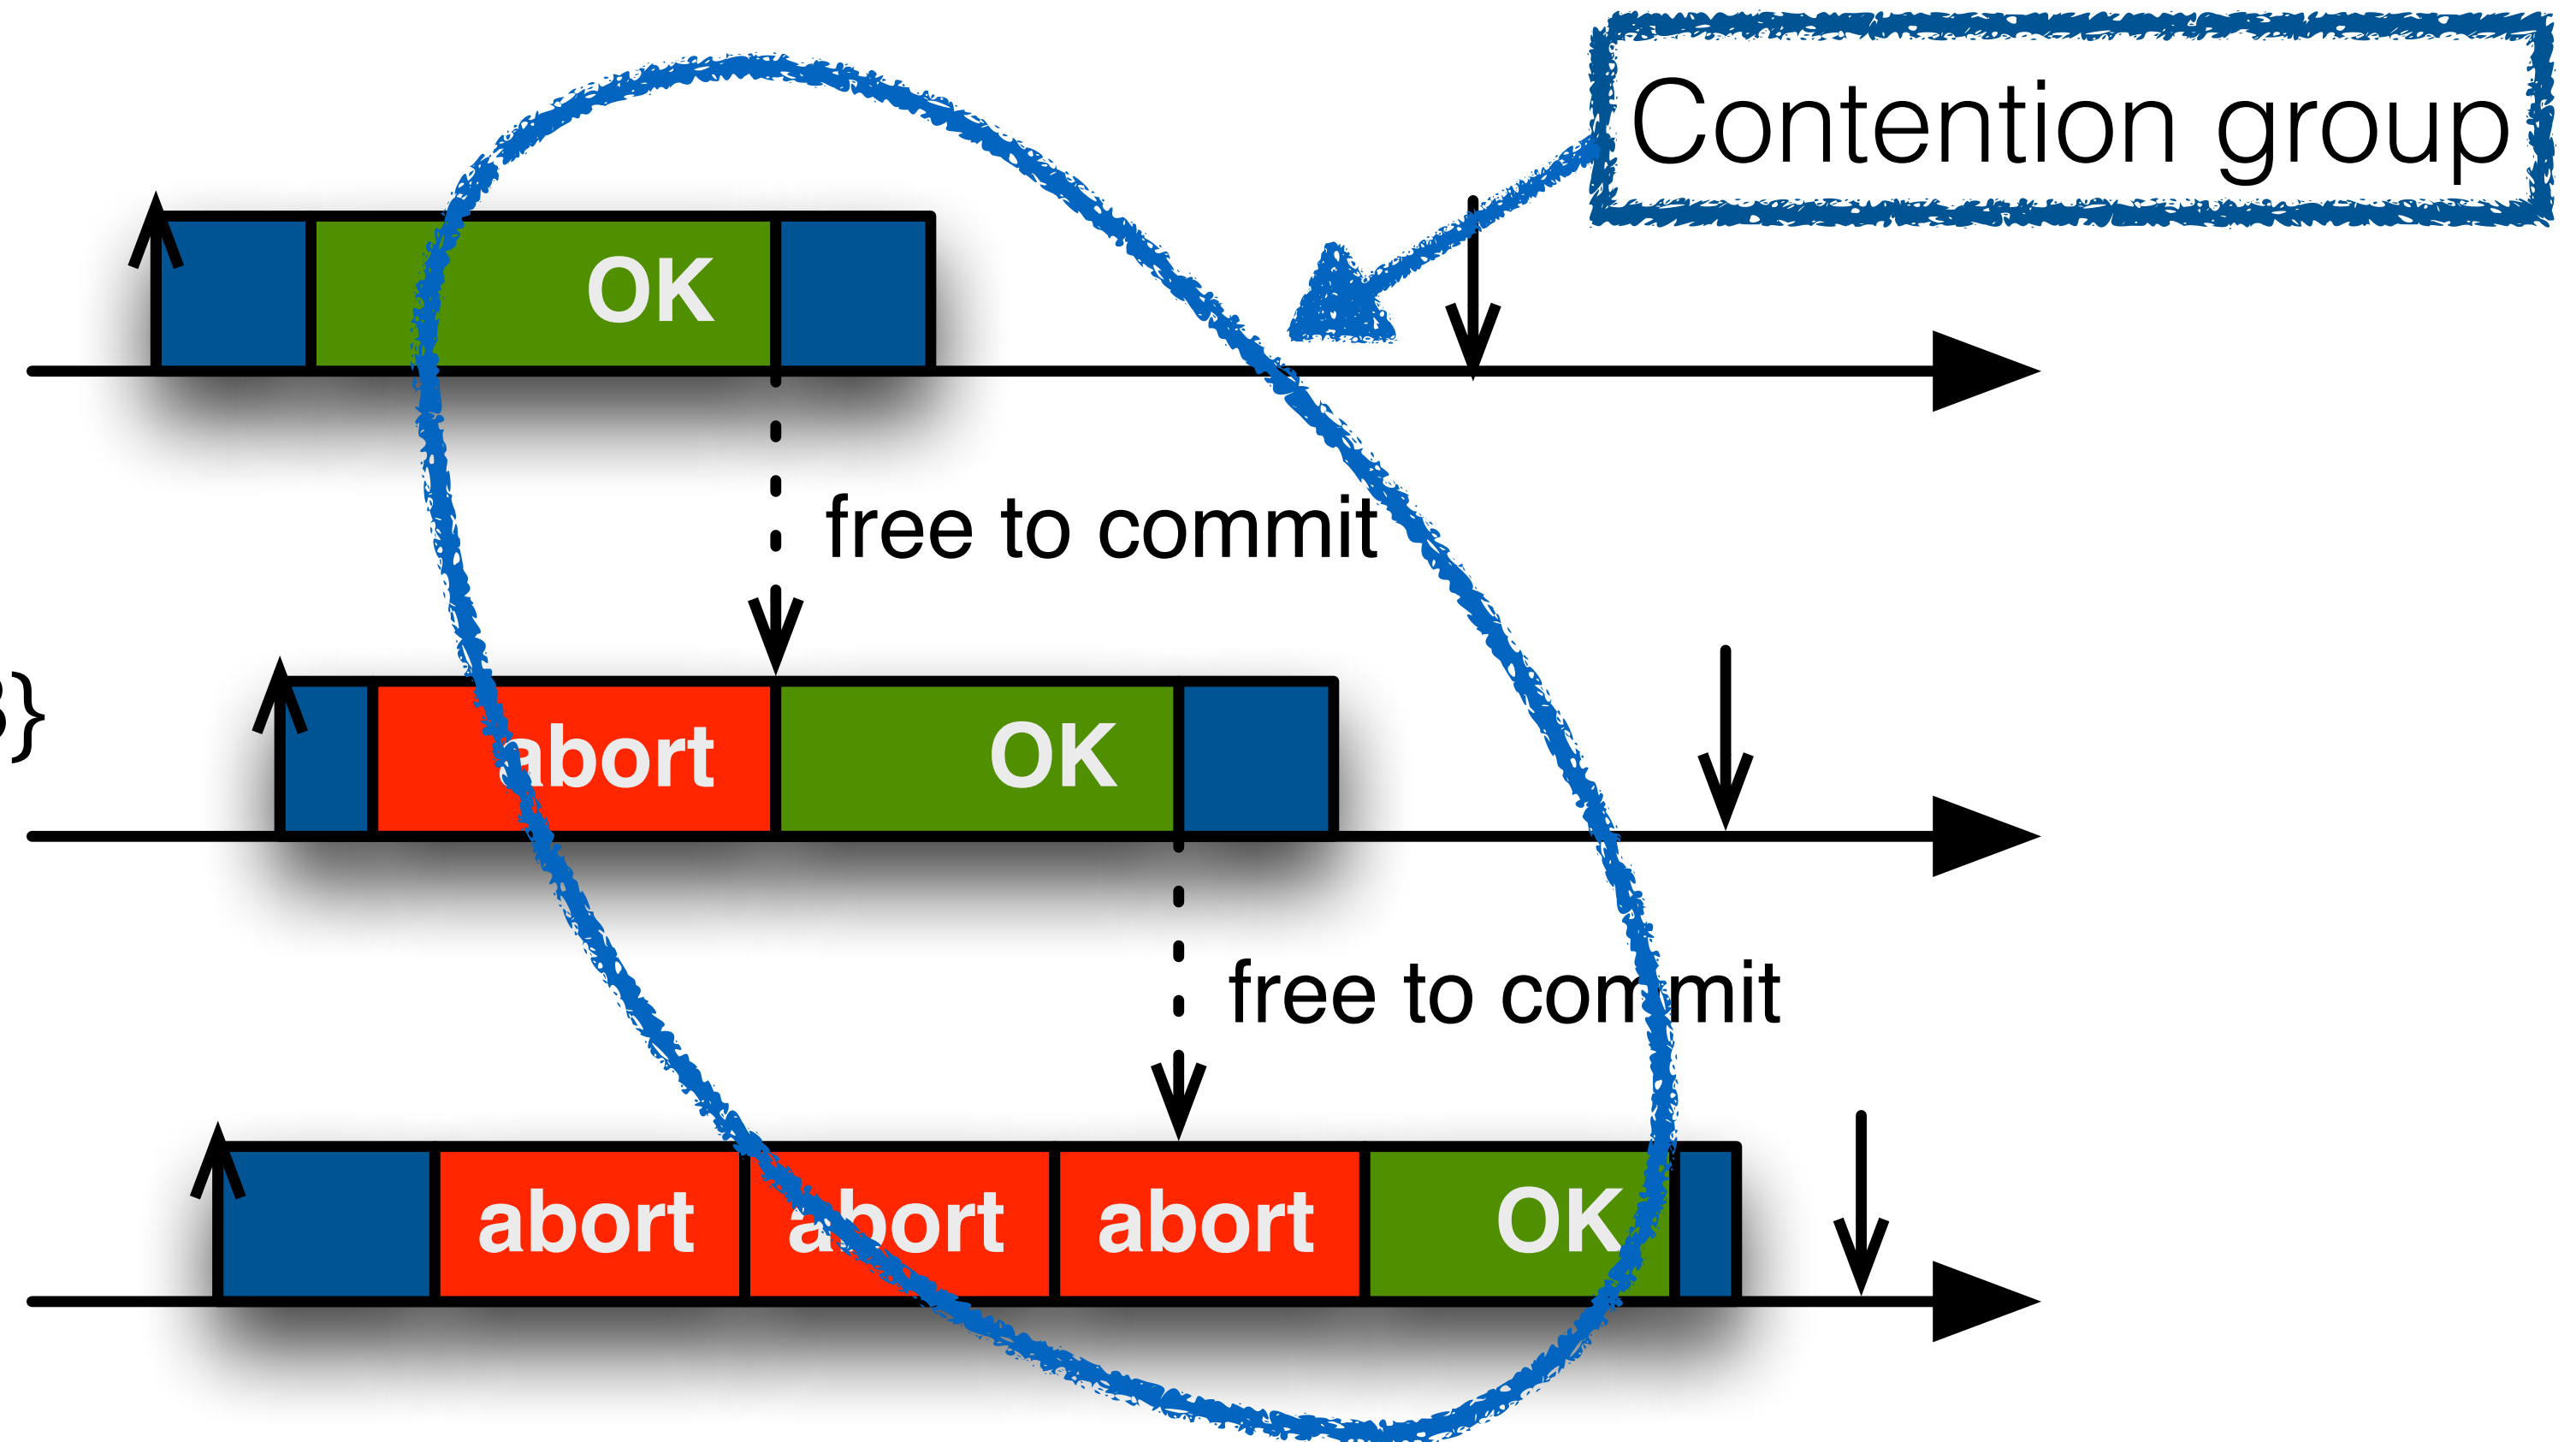 Contention group
OK
free to commit
}
abort OK
free to commit
abort abort abort OK